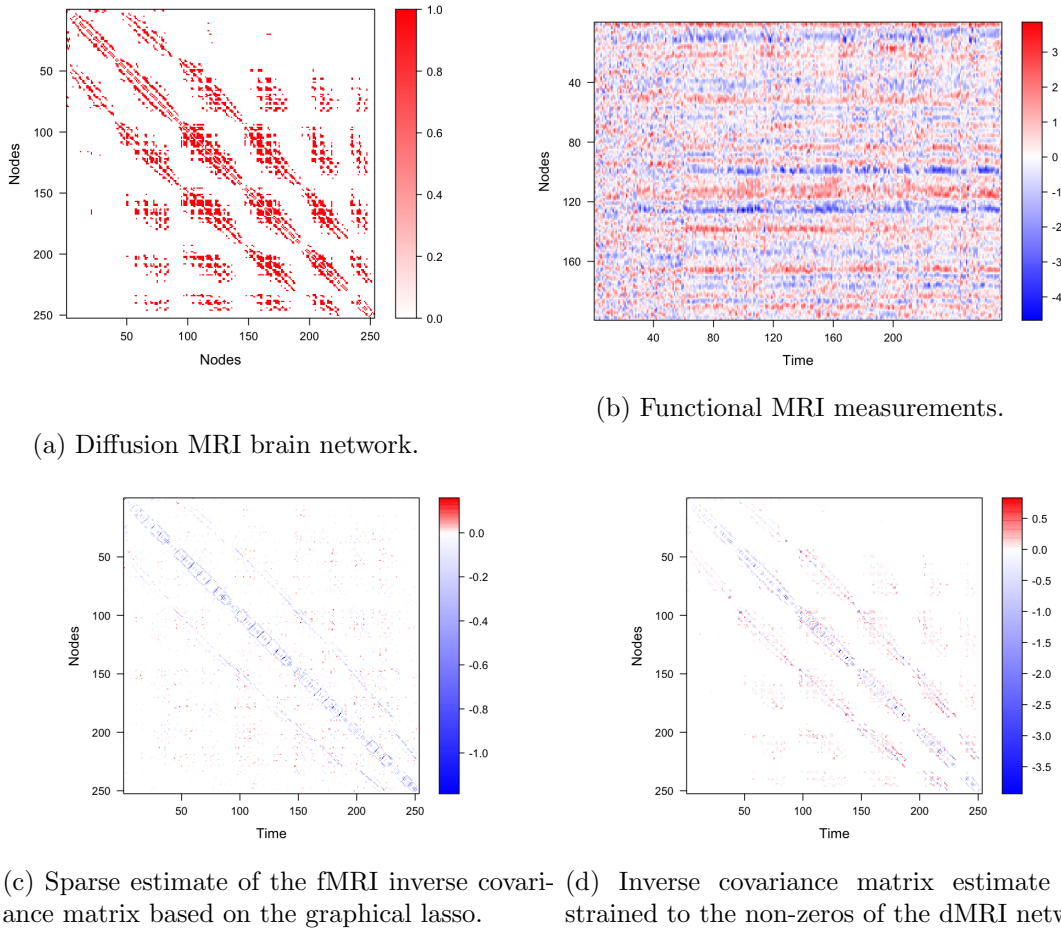 1.0
0.8
0.6
0.4
0.2
0.0
50
100
150
200
250
Nodes
50 100 150 200 250
Nodes
(a) Diffusion MRI brain network.
40
80
120
160
Nodes
40 80 120 160 200
Time
3
2
1
0
-1
-2
-3
-4
(b) Functional MRI measurements.
50
100
150
200
250
Nodes
50 100 150 200 250
Time
0.0
-0.2
-0.4
-0.6
-0.8
-1.0
(c) Sparse estimate of the fMRI inverse covari-
ance matrix based on the graphical lasso.
50
100
150
200
250
Nodes
50 100 150 200 250
Time
0.5
0.0
-0.5
-1.0
-1.5
-2.0
-2.5
-3.0
-3.5
(d) Inverse covariance matrix estimate
strained to the non-zeros of the dMRI netw